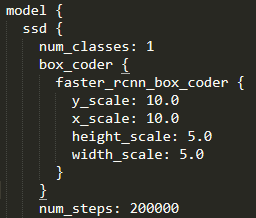 model {
  ssd {
    num_classes: 1
    box_coder {
      faster_rcnn_box_coder {
        y_scale: 10.0
        x_scale: 10.0
        height_scale: 5.0
        width_scale: 5.0
      }
    }
    num_steps: 200000